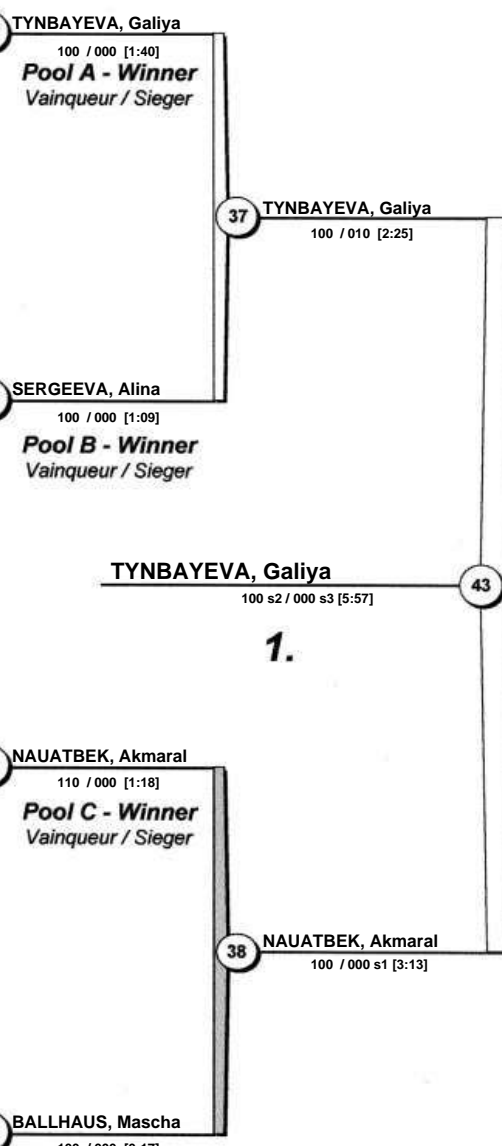 TYNBAYEVA, Galiya
100 / 000 [1:40]
Pool A - Winner
Vainqueur / Sieger
37
TYNBAYEVA, Galiya
100 / 010 [2:25]
SERGEEVA, Alina
100 / 000 [1:09]
Pool B - Winner
Vainqueur / Sieger
TYNBAYEVA, Galiya
100 s2 / 000 s3 [5:57]
43
1.
NAUATBEK, Akmaral
110 / 000 [1:18]
Pool C - Winner
Vainqueur / Sieger
38
NAUATBEK, Akmaral
100 / 000 s1 [3:13]
BALLHAUS, Mascha